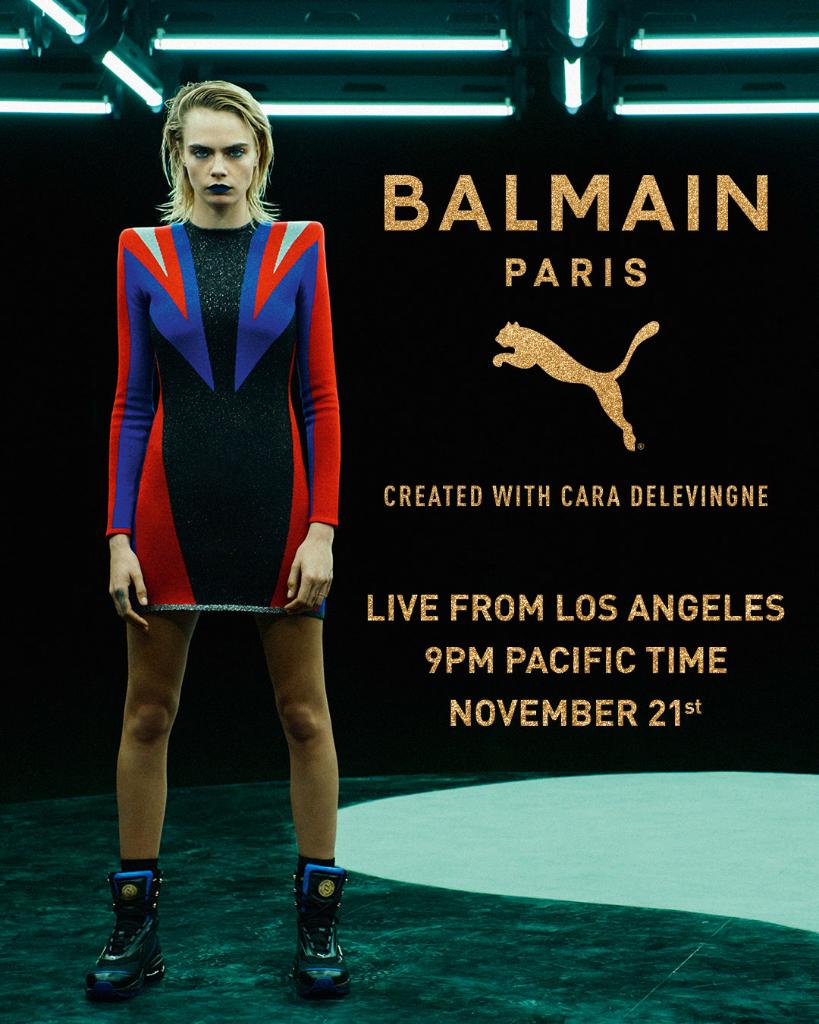 BALMAIN
PARIS
®
CREATED WITH CARA DELEVINGNE
LIVE FROM LOS ANGELES
9PM PACIFIC TIME
NOVEMBER 21st